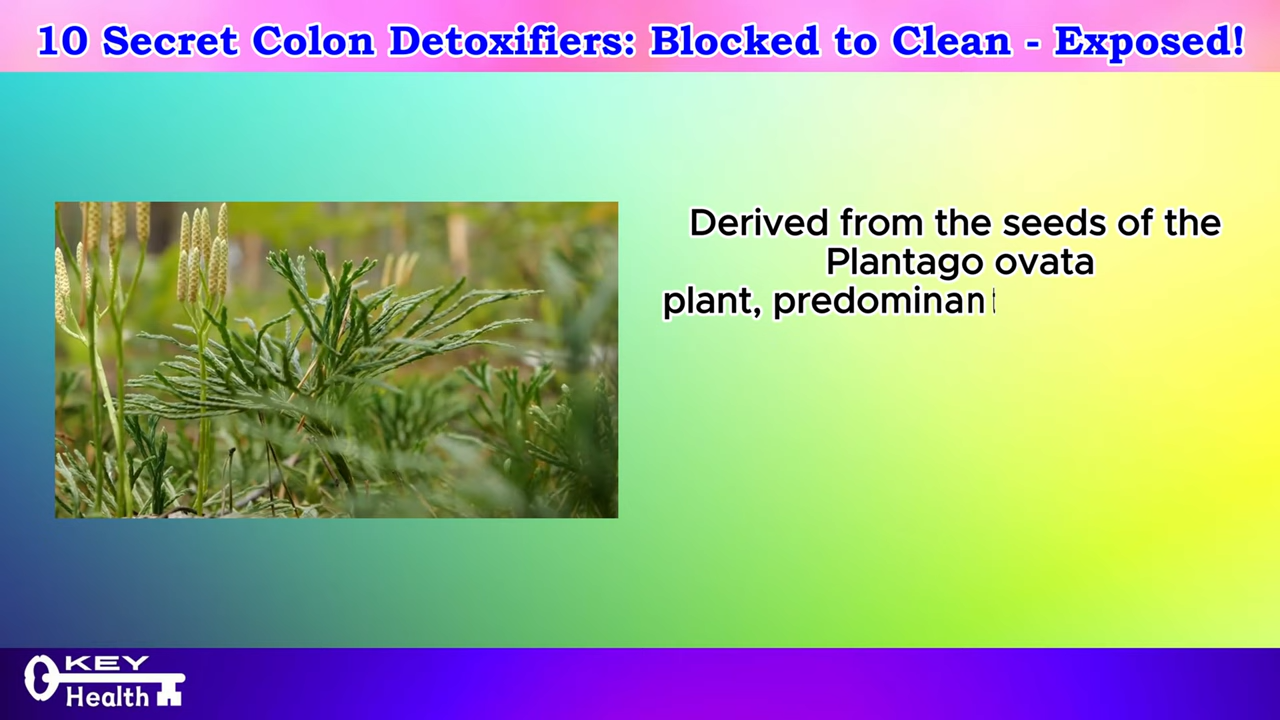 10 Secret Colon Detoxifiers: Blocked to Clean - Exposed!
Derived from the seeds of the
Plantago ovata
plant, predominant
KEY
Health